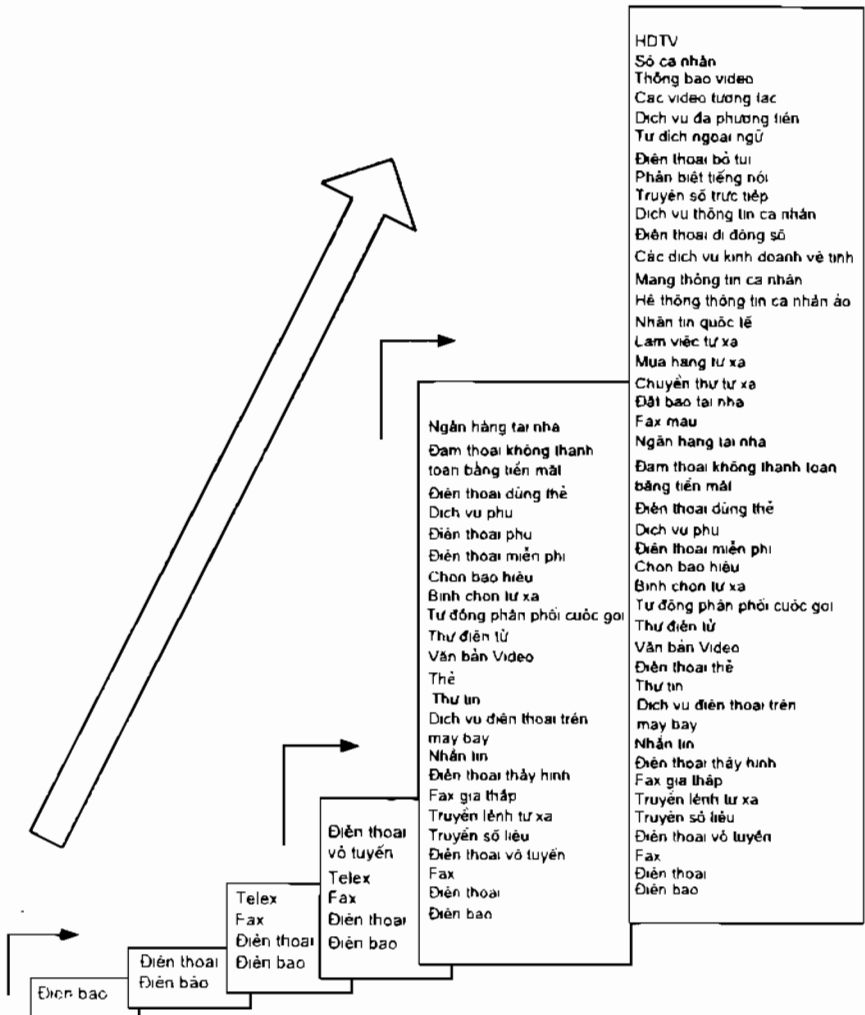 HDTV
Số cá nhân
Thông báo video
Các video tương tác
Dịch vụ đa phương tiện
Tự dịch ngoại ngữ
Điện thoại bỏ túi
Phân biệt tiếng nói
Truyền số trực tiếp
Dịch vụ thông tin cá nhân
Điện thoại di động số
Các dịch vụ kinh doanh vệ tinh
Mạng thông tin cá nhân
Hệ thống thông tin cá nhân ảo
Nhắn tin quốc tế
Làm việc từ xa
Mua hàng từ xa
Chuyển thư từ xa
Đặt báo tại nhà
Fax màu
Ngân hàng tại nhà
Đàm thoại không thanh toán
bằng tiền mặt
Điện thoại dùng thẻ
Dịch vụ phụ
Điện thoại miễn phí
Chọn báo hiệu
Bình chọn từ xa
Tự động phân phối cuộc gọi
Thư điện tử
Văn bản Video
Điện thoại thẻ
Thư tín
Dịch vụ điện thoại trên
máy bay
Nhắn tin
Điện thoại thấy hình
Fax giá thấp
Truyền lệnh từ xa
Truyền số liệu
Điện thoại vô tuyến
Fax
Điện thoại
Điện báo
Ngân hàng tại nhà
Đàm thoại không thanh
toán bằng tiền mặt
Điện thoại dùng thẻ
Dịch vụ phụ
Điện thoại phụ
Điện thoại miễn phí
Chọn báo hiệu
Bình chọn từ xa
Tự động phân phối cuộc gọi
Thư điện tử
Văn bản Video
Thẻ
Thư tín
Dịch vụ điện thoại trên
máy bay
Nhắn tin
Điện thoại thấy hình
Fax giá thấp
Truyền lệnh từ xa
Truyền số liệu
Điện thoại vô tuyến
Fax
Điện thoại
Điện báo
Điện thoại
vô tuyến
Telex
Fax
Điện thoại
Điện báo
Telex
Fax
Điện thoại
Điện báo
Điện thoại
Điện báo
Điện báo